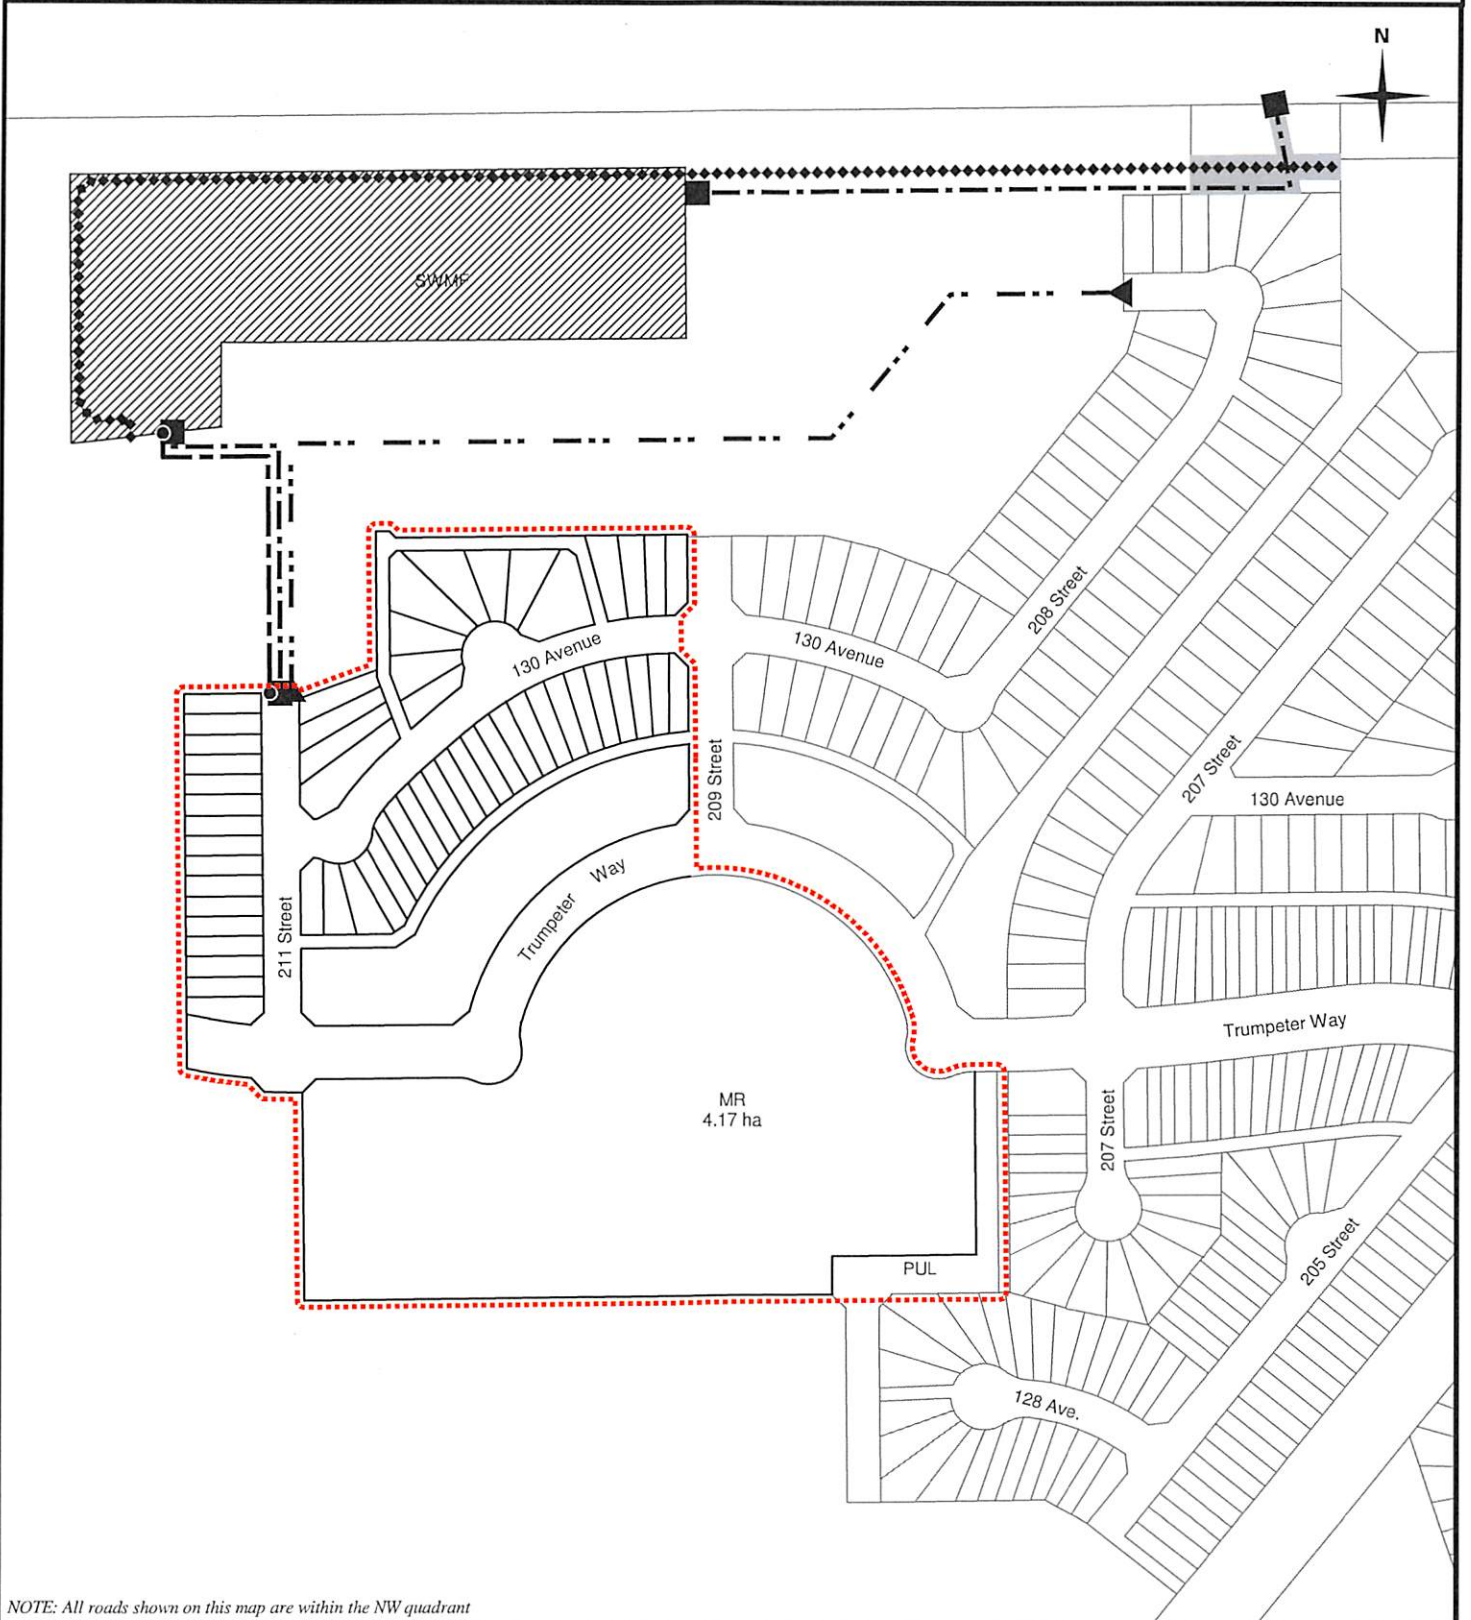 N
SWMF
208 Street
130 Avenue
130 Avenue
209 Street
207 Street
130 Avenue
Trumpeter Way
211 Street
Trumpeter Way
MR
4.17 ha
207 Street
PUL
205 Street
128 Ave.
NOTE: All roads shown on this map are within the NW quadrant